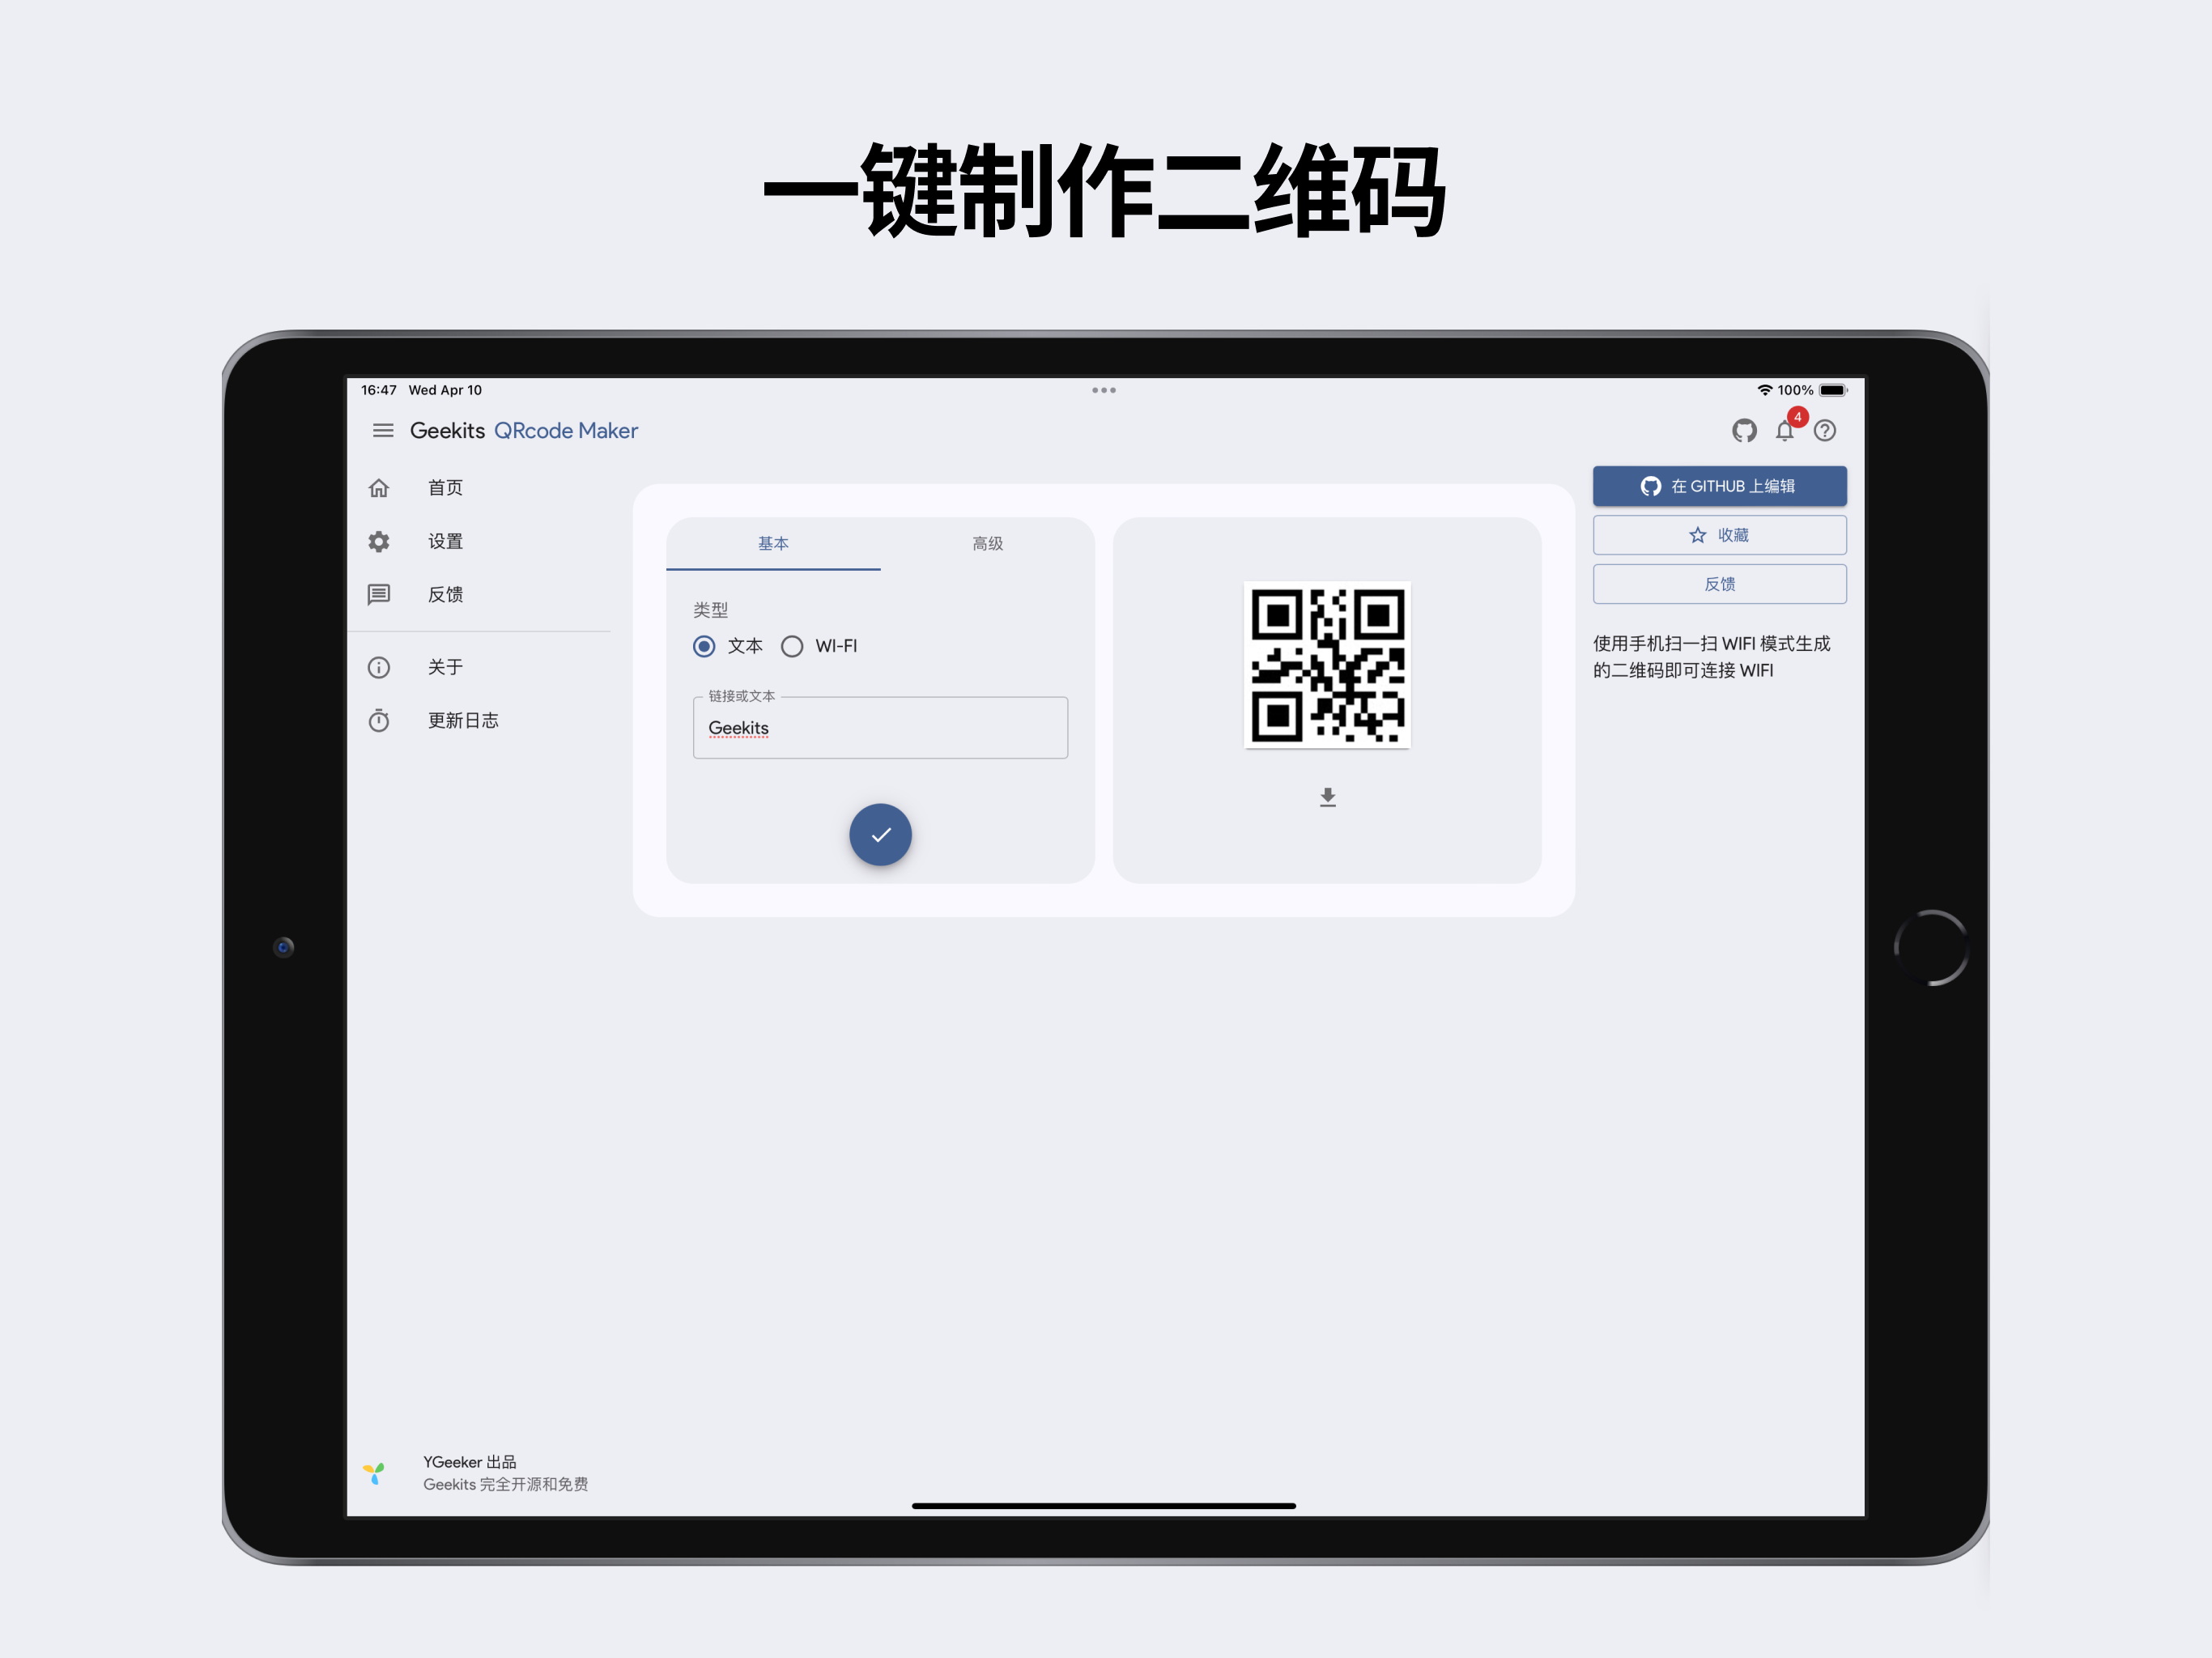 一键制作二维码
16:47 Wed Apr 10
100%
Geekits QRcode Maker
4
首页
设置
反馈
关于
更新日志
基本
高级
类型
文本
WI-FI
链接或文本
Geekits
在 GITHUB 上编辑
收藏
反馈
使用手机扫一扫 WIFI 模式生成
的二维码即可连接 WIFI
YGeeker 出品
Geekits 完全开源和免费